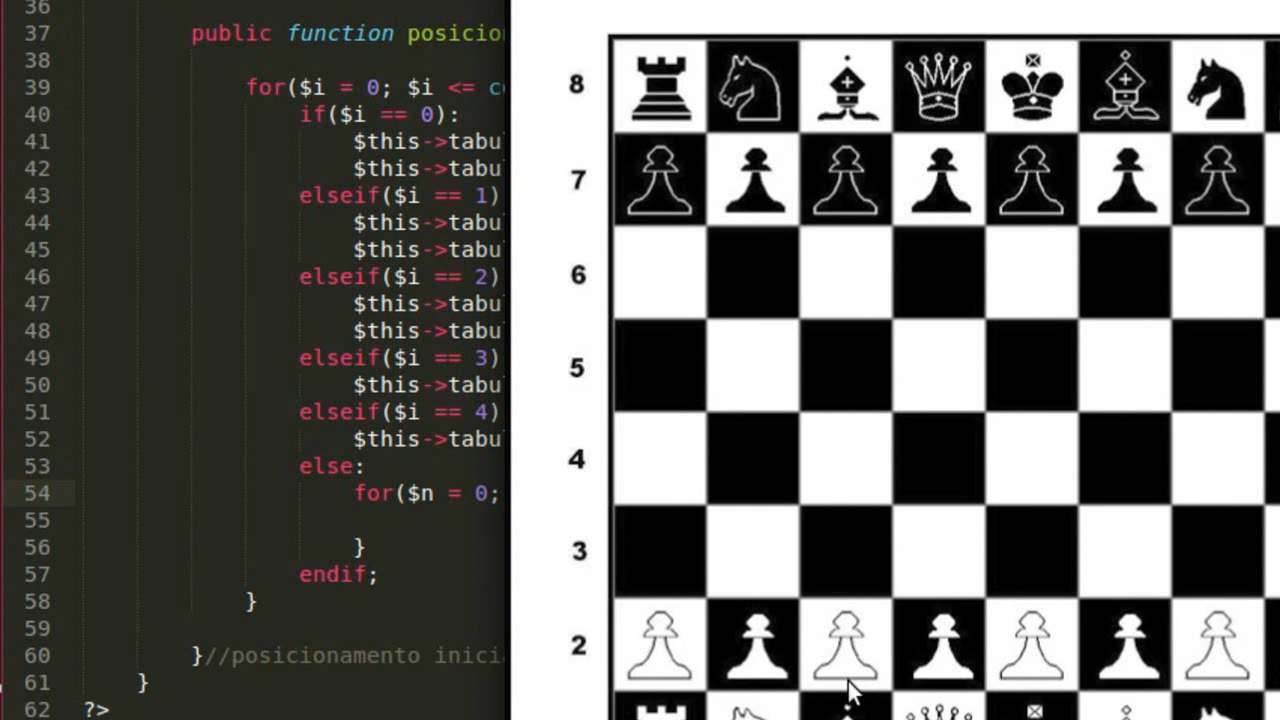 36
37 public function posicio
38
39 for($i = 0; $i <= c
40 if($i == 0):
41 $this->tabu
42 $this->tabu
43 elseif($i == 1)
44 $this->tabu
45 $this->tabu
46 elseif($i == 2)
47 $this->tabu
48 $this->tabu
49 elseif($i == 3)
50 $this->tabu
51 elseif($i == 4)
52 $this->tabu
53 else:
54 for($n = 0;
55
56 }
57 endif;
58 }
59
60 }//posicionamento inici
61 }
62 ?>
8
7
6
5
4
3
2